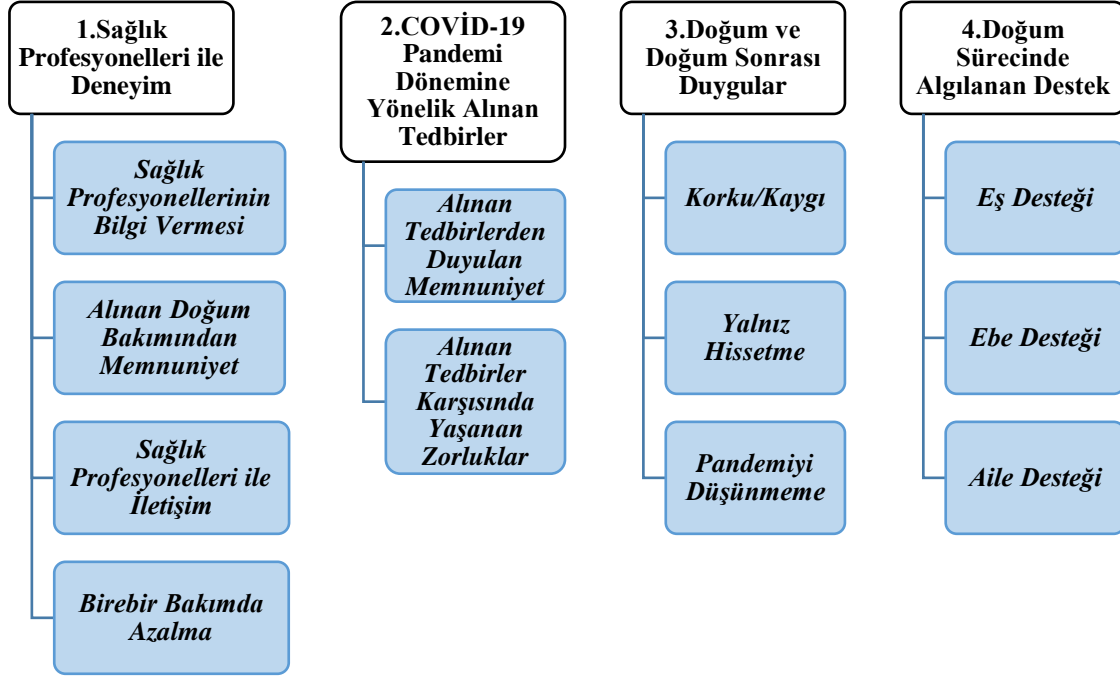 1.Sağlık
Profesyonelleri ile
Deneyim
Sağlık
Profesyonellerinin
Bilgi Vermesi
Alınan Doğum
Bakımından
Memnuniyet
Sağlık
Profesyonelleri ile
İletişim
Birebir Bakımda
Azalma
2.COVİD-19
Pandemi
Dönemine
Yönelik Alınan
Tedbirler
Alınan
Tedbirlerden
Duyulan
Memnuniyet
Alınan
Tedbirler
Karşısında
Yaşanan
Zorluklar
3.Doğum ve
Doğum Sonrası
Duygular
Korku/Kaygı
Yalnız
Hissetme
Pandemiyi
Düşünmeme
4.Doğum
Sürecinde
Algılanan Destek
Eş Desteği
Ebe Desteği
Aile Desteği